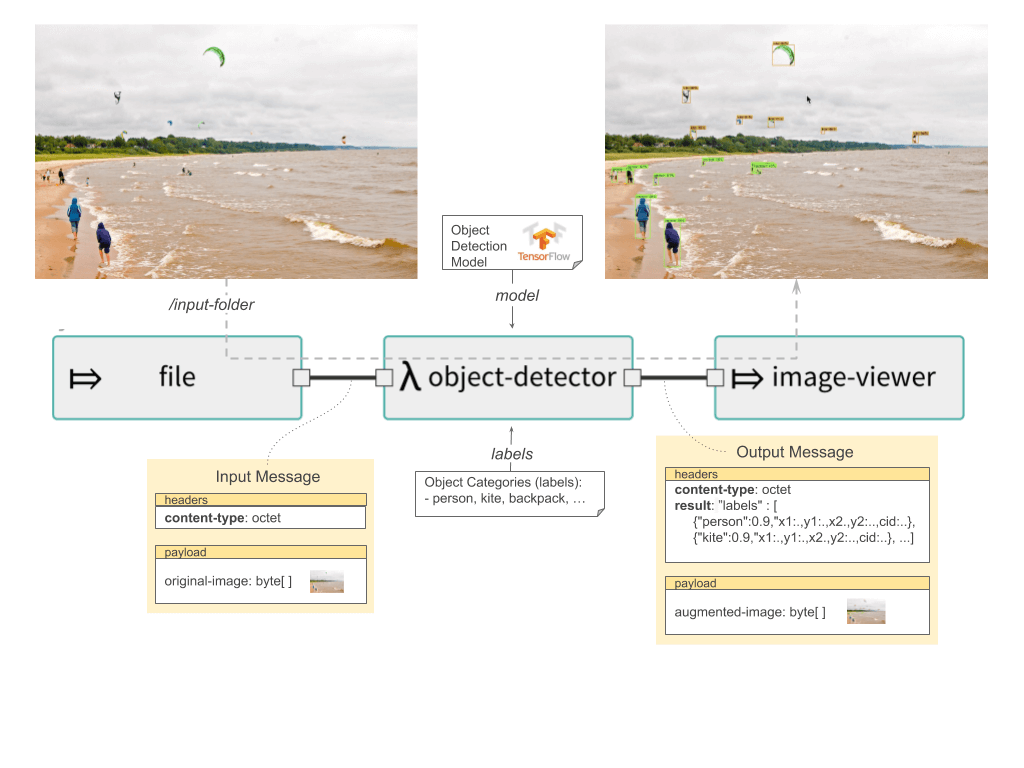 Object
Detection
Model
TensorFlow
/input-folder
model
file
λ object-detector
image-viewer
labels
Object Categories (labels):
- person, kite, backpack, …
Input Message
headers
content-type: octet
payload
original-image: byte[ ]
Output Message
headers
content-type: octet
result: "labels" : [
{"person":0.9,"x1:.,y1:.,x2.,y2:..,cid:..},
{"kite":0.9,"x1:.,y1:.,x2.,y2:..,cid:..}, ...]
payload
augmented-image: byte[ ]